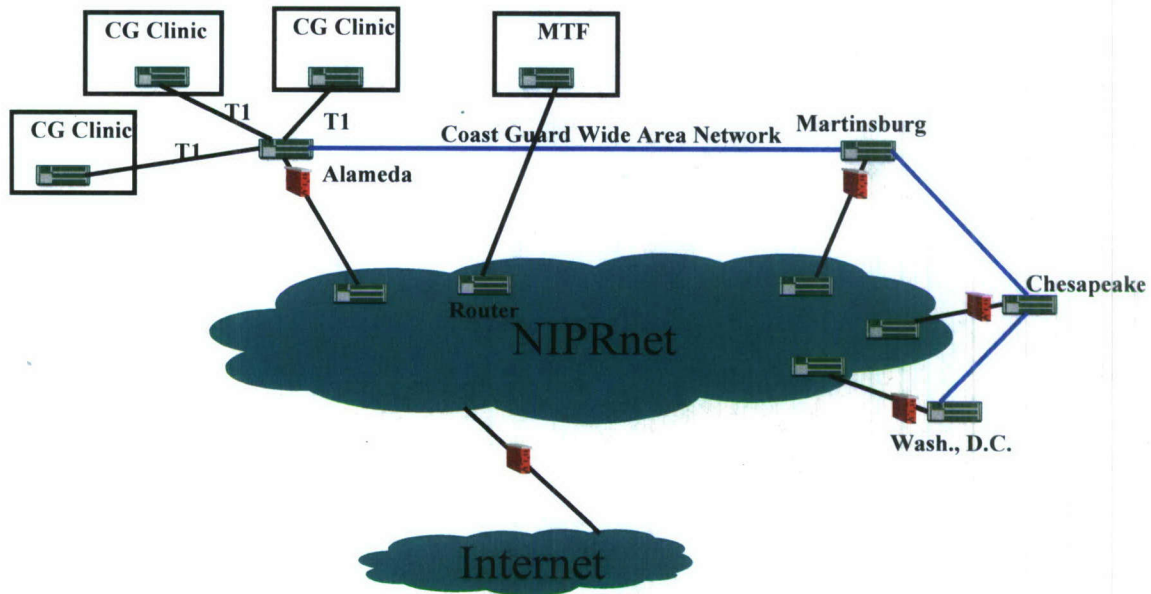 CG Clinic
CG Clinic
MTF
T1
T1
CG Clinic
T1
Coast Guard Wide Area Network
Martinsburg
Alameda
Chesapeake
Router
NIPRnet
Wash., D.C.
Internet